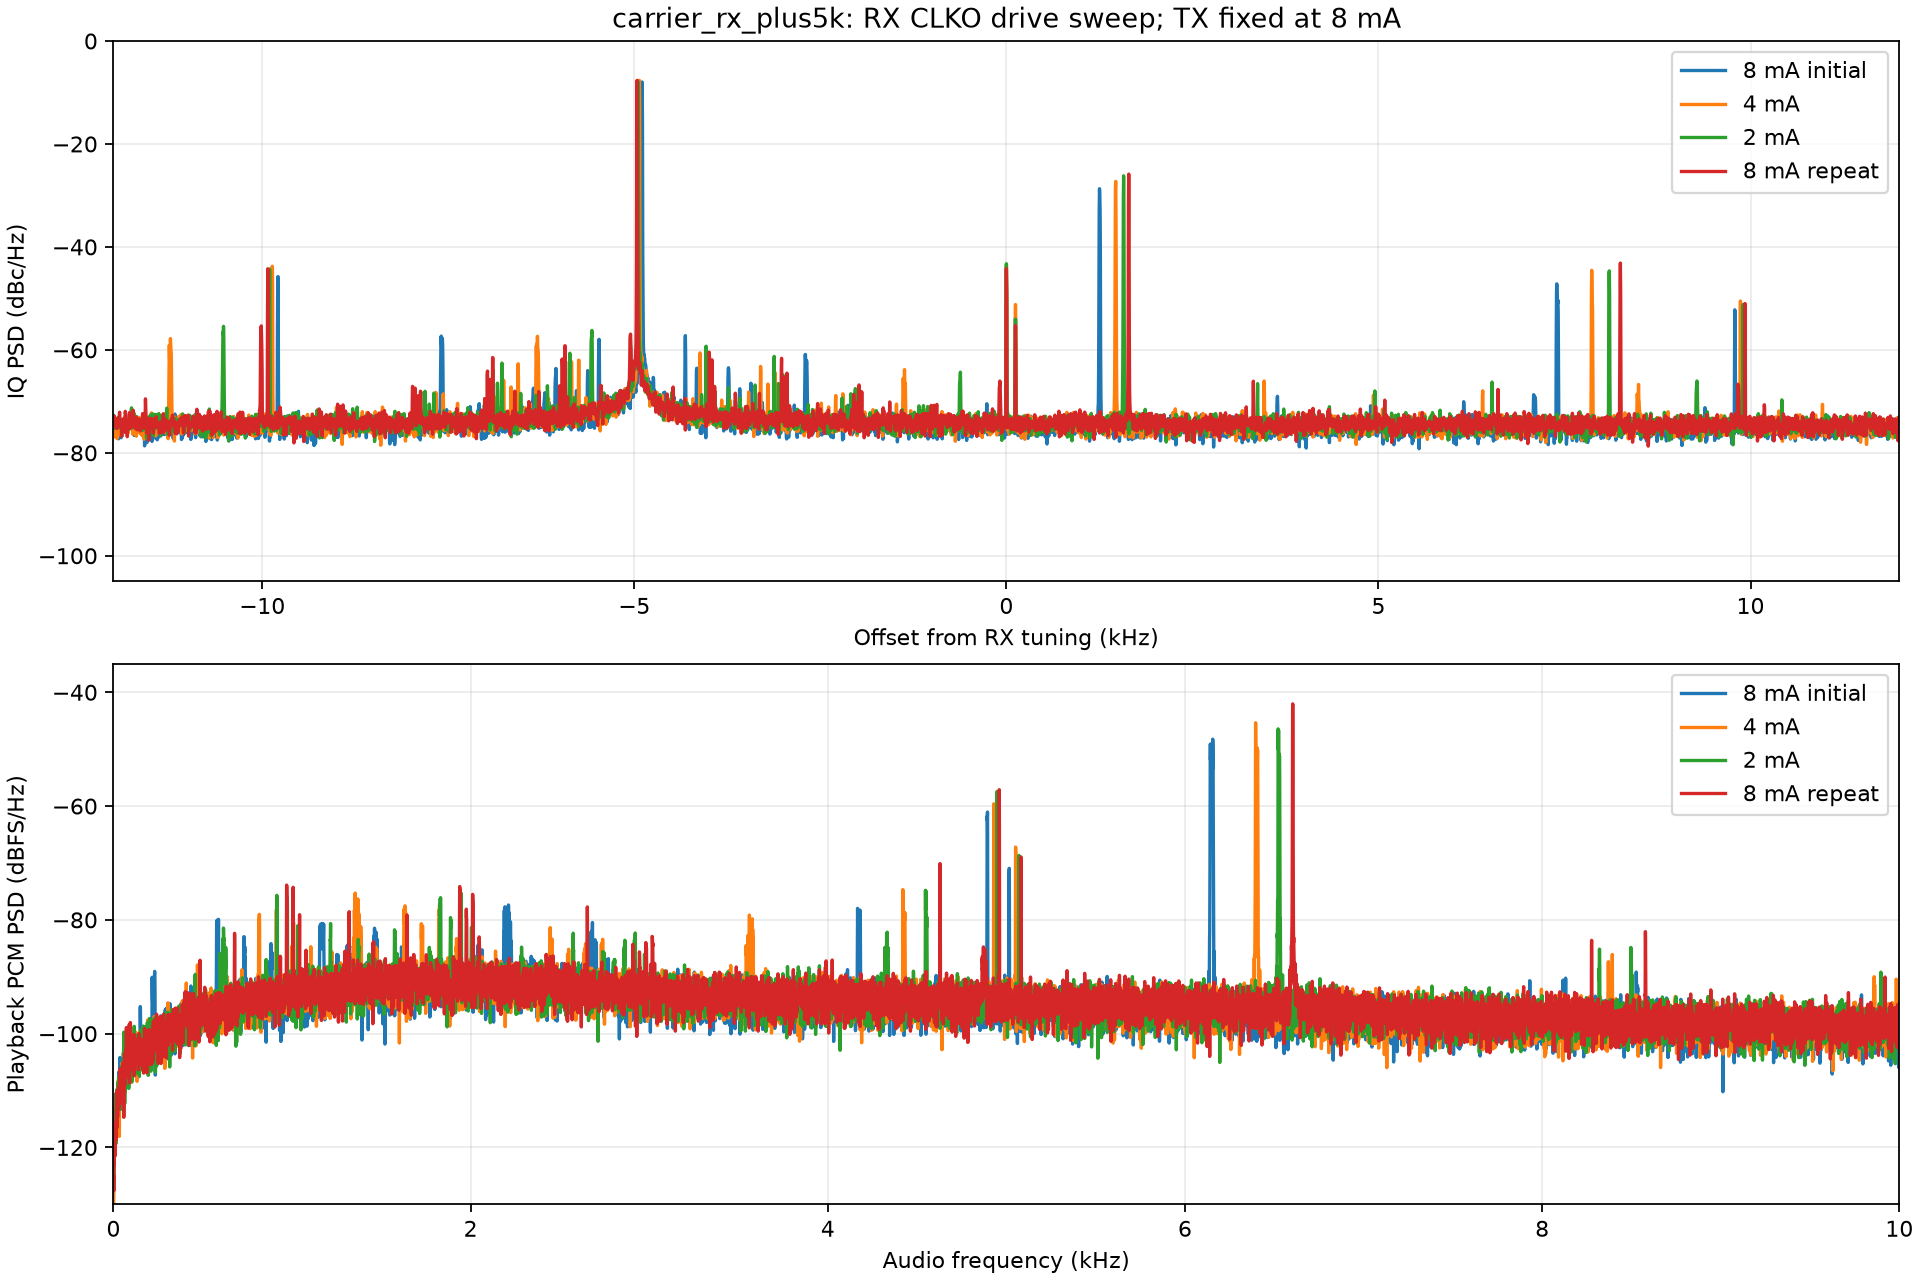 carrier_rx_plus5k: RX CLKO drive sweep; TX fixed at 8 mA
0
−20
−40
−60
−80
−100
IQ PSD (dBc/Hz)
8 mA initial
4 mA
2 mA
8 mA repeat
−10
−5
0
5
10
Offset from RX tuning (kHz)
−40
−60
−80
−100
−120
Playback PCM PSD (dBFS/Hz)
8 mA initial
4 mA
2 mA
8 mA repeat
0
2
4
6
8
10
Audio frequency (kHz)